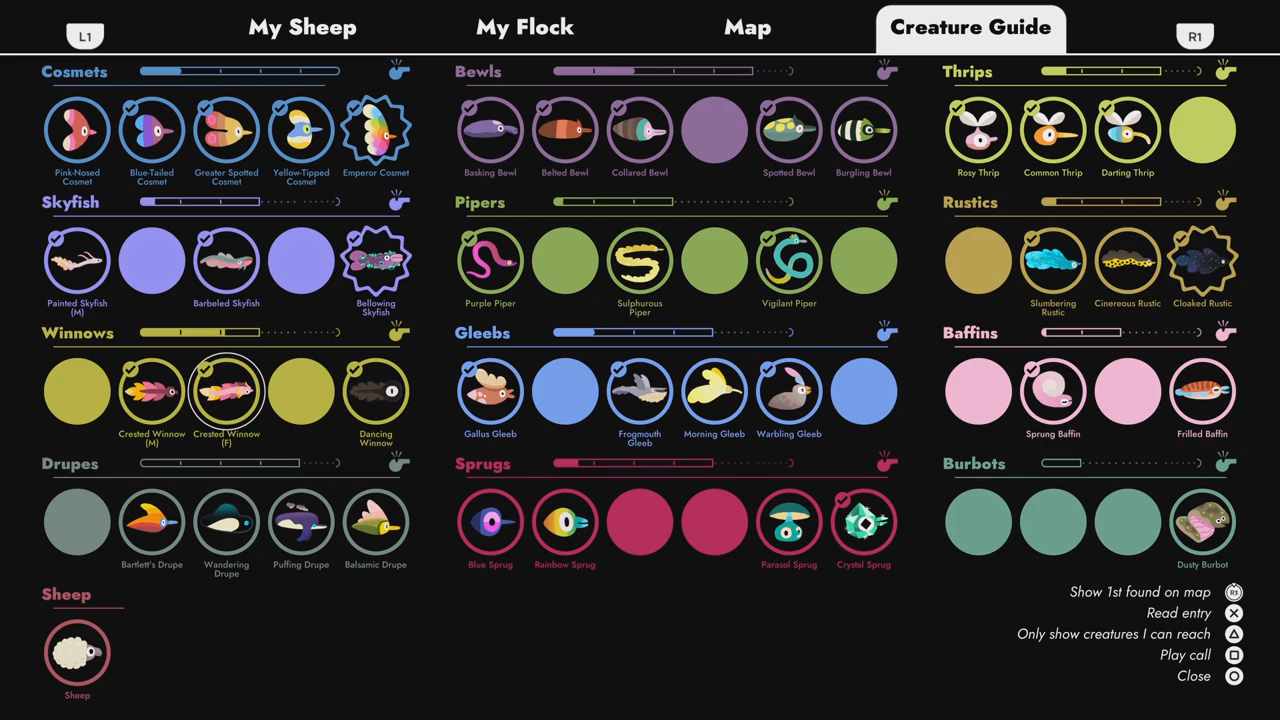 L1
My Sheep
My Flock
Map
Creature Guide
R1
Cosmets
Pink-Nosed
Cosmet
Blue-Tailed
Cosmet
Greater Spotted
Cosmet
Yellow-Tipped
Cosmet
Emperor Cosmet
Bewls
Basking Bewl
Belted Bewl
Collared Bewl
Spotted Bewl
Burgling Bewl
Thrips
Rosy Thrip
Common Thrip
Darting Thrip
Skyfish
Painted Skyfish
(M)
Barbeled Skyfish
Bellowing
Skyfish
Pipers
Purple Piper
Sulphurous
Piper
Vigilant Piper
Rustics
Slumbering
Rustic
Cinereous Rustic
Cloaked Rustic
Winnows
Crested Winnow
(M)
Crested Winnow
(F)
Dancing
Winnow
Gleebs
Gallus Gleeb
Frogmouth
Gleeb
Morning Gleeb
Warbling Gleeb
Baffins
Sprung Baffin
Frilled Baffin
Drupes
Bartlett's Drupe
Wandering
Drupe
Puffing Drupe
Balsamic Drupe
Sprugs
Blue Sprug
Rainbow Sprug
Parasol Sprug
Crystal Sprug
Burbots
Dusty Burbot
Sheep
Sheep
Show 1st found on map R3
Read entry
Only show creatures I can reach
Play call
Close